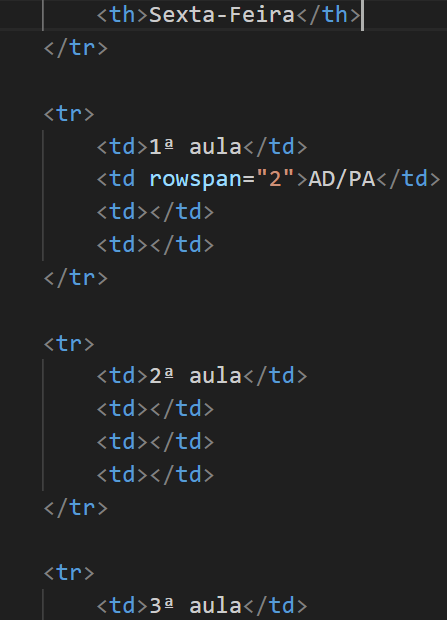 <th>Sexta-Feira</th>
</tr>
<tr>
<td>1ª aula</td>
<td rowspan="2">AD/PA</td>
<td></td>
<td></td>
</tr>
<tr>
<td>2ª aula</td>
<td></td>
<td></td>
<td></td>
</tr>
<tr>
<td>3ª aula</td>